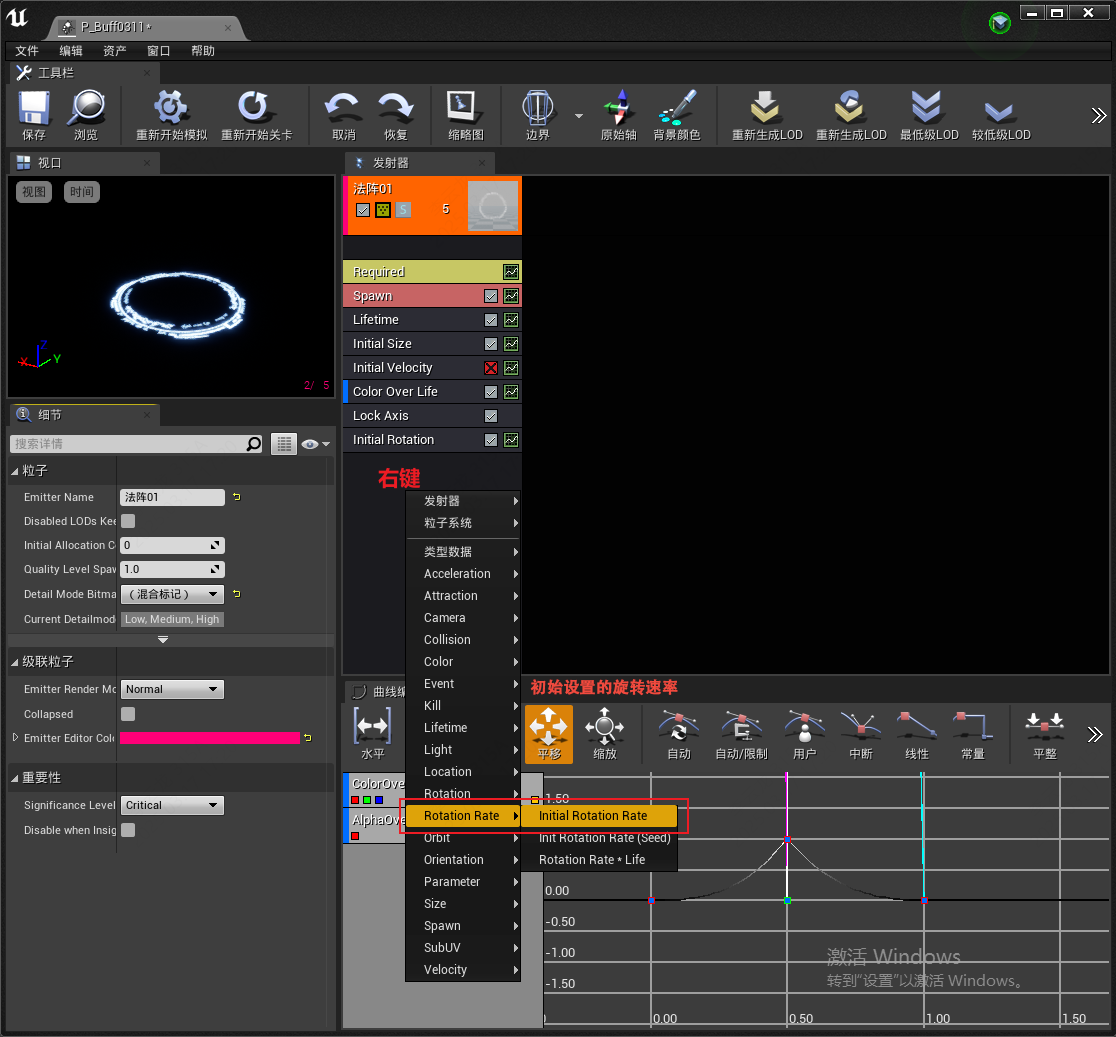 P_Buff0311*
文件 编辑 资产 窗口 帮助
工具栏
保存 浏览 重新开始模拟 重新开始关卡 取消 恢复 缩略图 边界 原始轴 背景颜色 重新生成LOD 重新生成LOD 最低级LOD 较低级LOD
视口
视图 时间
Z
X
Y
2/ 5
发射器
法阵01
S
5
Required
Spawn
Lifetime
Initial Size
Initial Velocity
Color Over Life
Lock Axis
Initial Rotation
右键
细节
搜索详情
粒子
Emitter Name 法阵01
Disabled LODs Kee
Initial Allocation C 0
Quality Level Spaw 1.0
Detail Mode Bitma （混合标记）
Current Detailmod Low, Medium, High
级联粒子
Emitter Render Mo Normal
Collapsed
Emitter Editor Colo
重要性
Significance Level Critical
Disable when Insig
发射器
粒子系统
类型数据
Acceleration
Attraction
Camera
Collision
Color
Event
Kill
Lifetime
Light
Location
Rotation
Rotation Rate
Orbit
Orientation
Parameter
Size
Spawn
SubUV
Velocity
Initial Rotation Rate
Init Rotation Rate (Seed)
Rotation Rate * Life
初始设置的旋转速率
曲线编
水平 平移 缩放 自动 自动/限制 用户 中断 线性 常量 平整
ColorOve
AlphaOve
1.50
0.00
-0.50
-1.00
-1.50
0.00 0.50 1.00 1.50
激活 Windows
转到"设置"以激活 Windows。